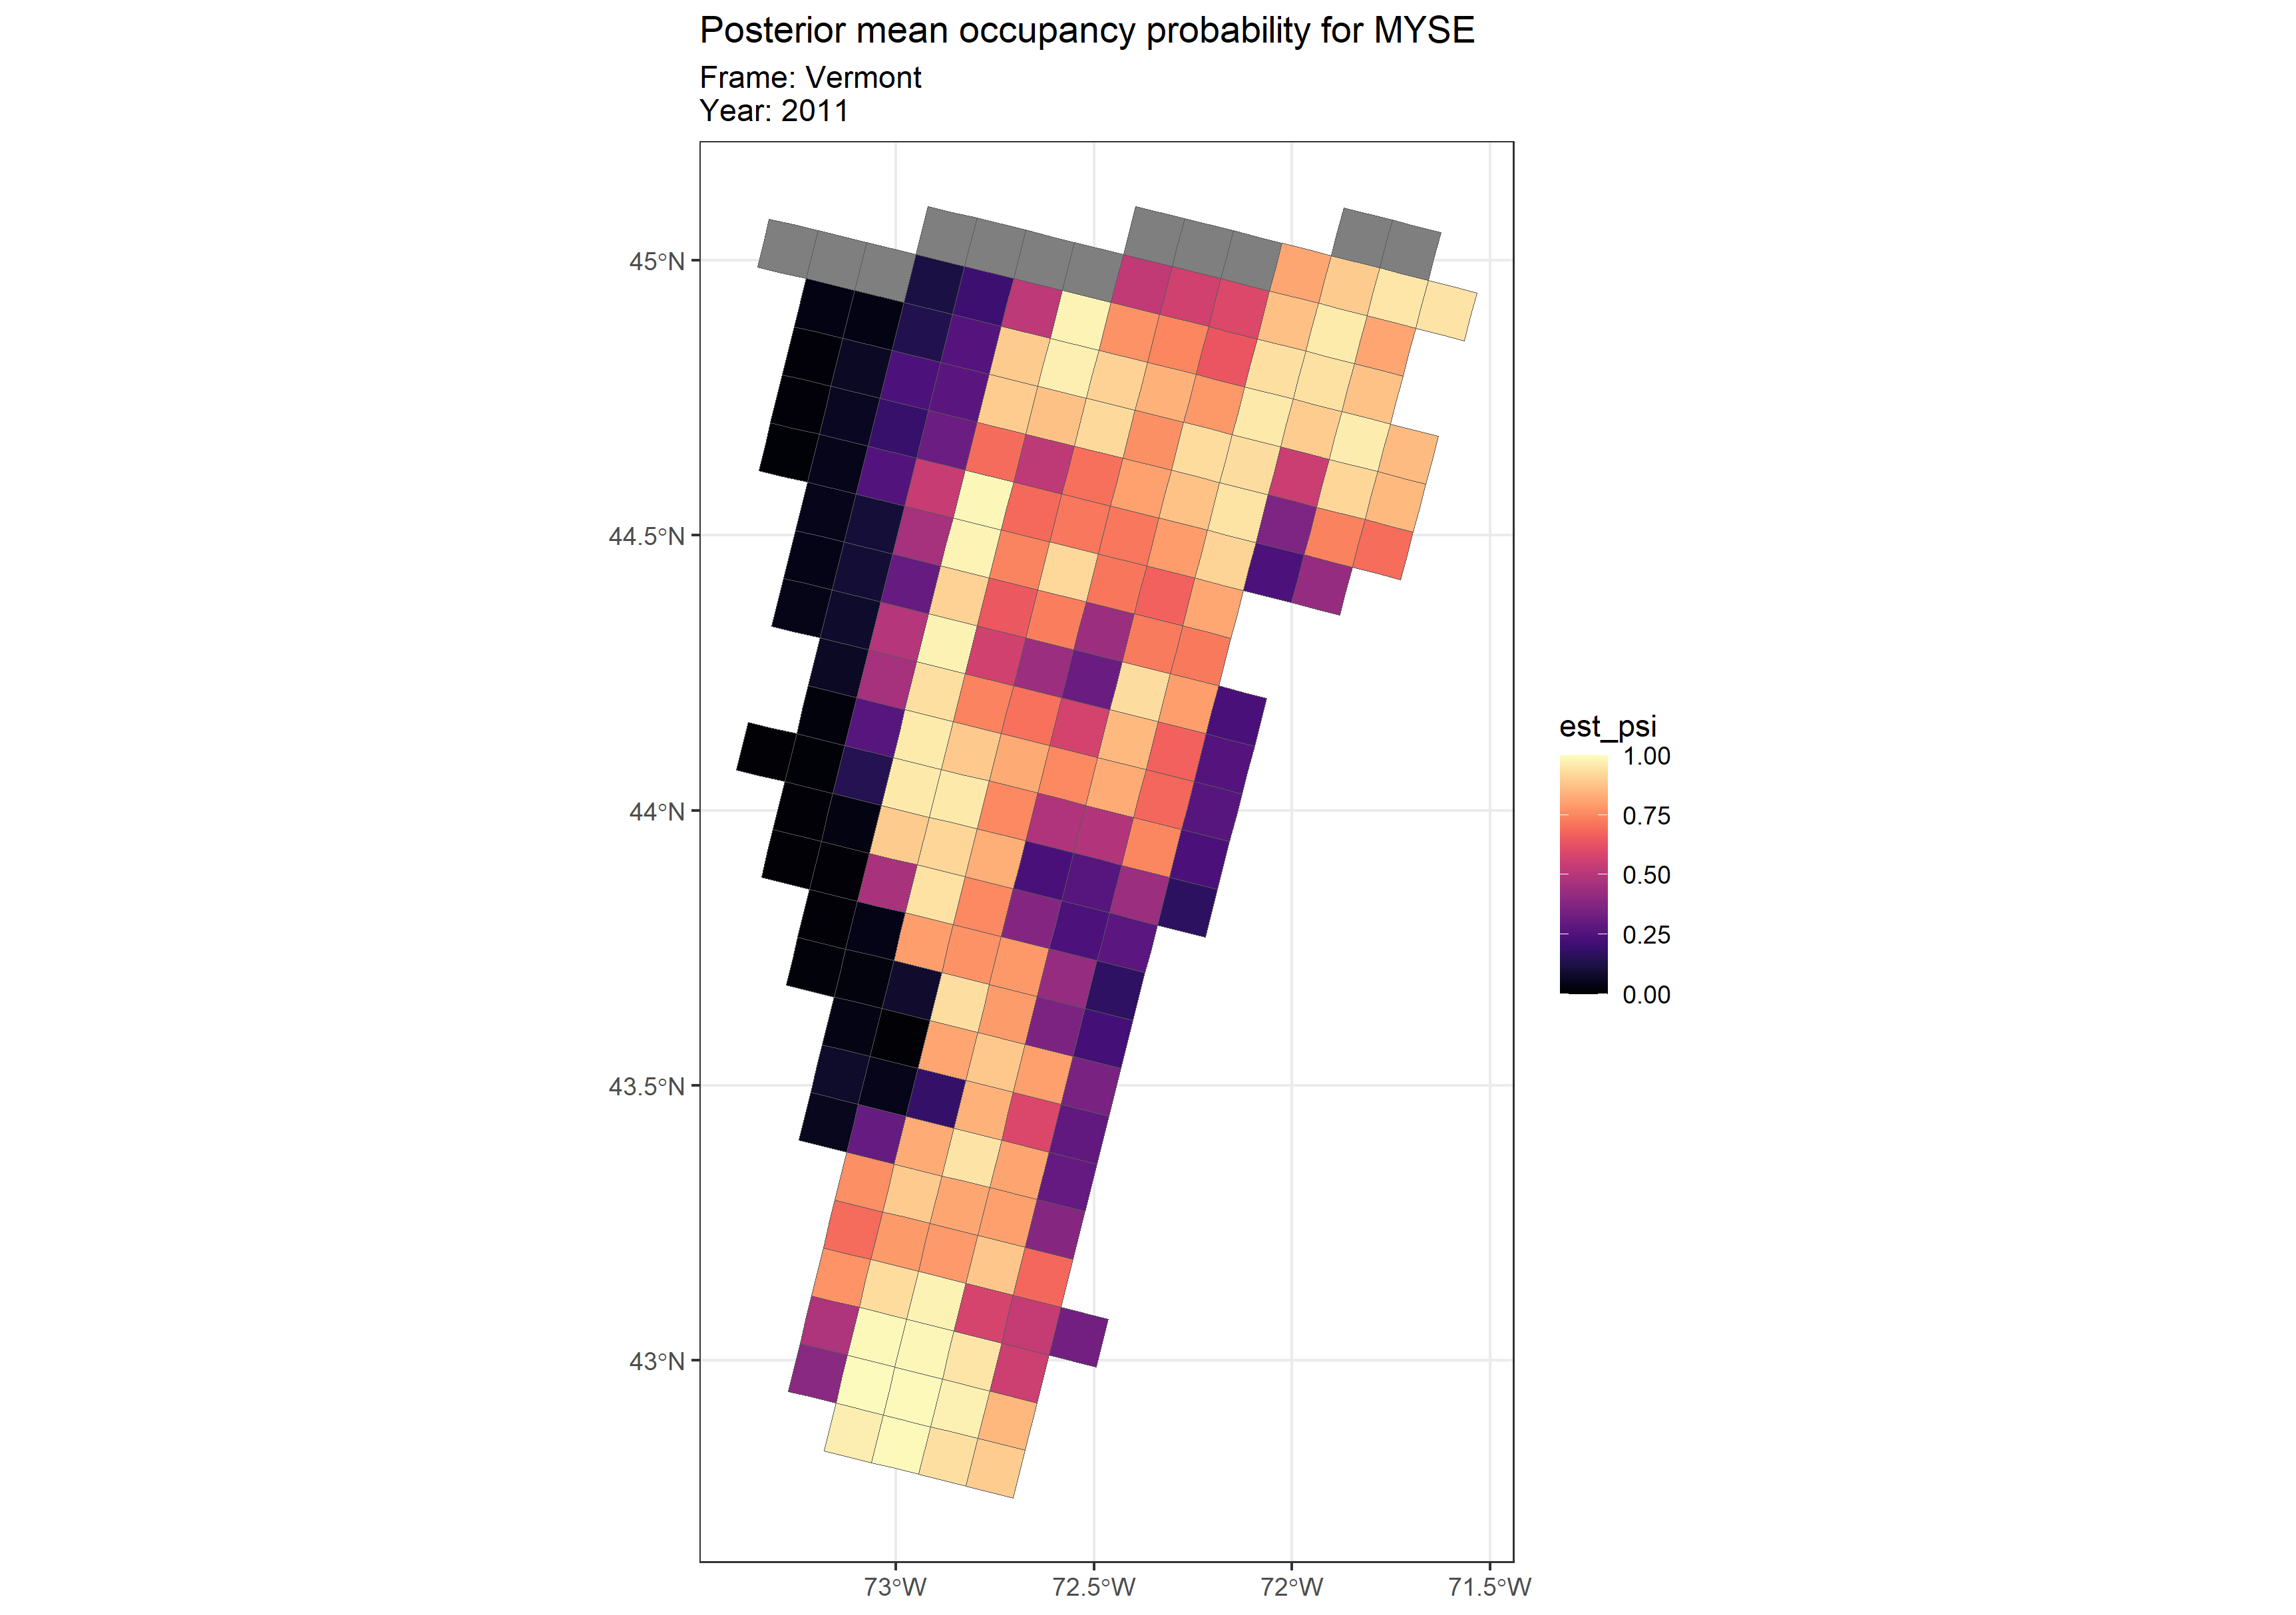 Posterior mean occupancy probability for MYSE
Frame: Vermont
Year: 2011
45°N
44.5°N
44°N
43.5°N
43°N
73°W
72.5°W
72°W
71.5°W
est_psi
1.00
0.75
0.50
0.25
0.00